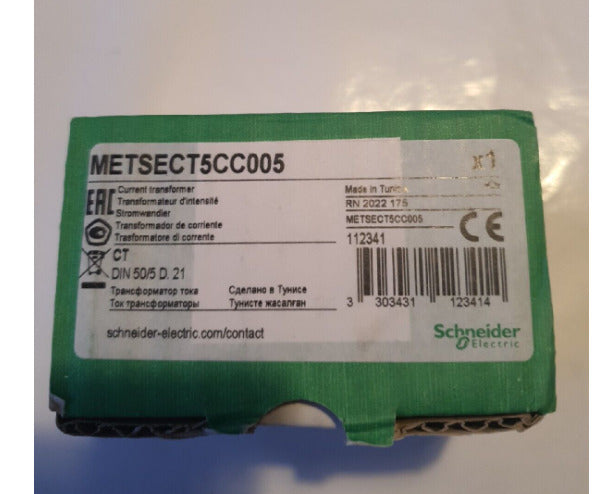 METSECT5CC005
x1
EAC
Current transformer
Transformateur d'intensité
Stromwandler
Transformador de corriente
Trasformatore di corrente
CT
DIN 50/5 D. 21
Трансформатор тока
Ток трансформаторы
Сделано в Тунисе
Тунисте жасалған
schneider-electric.com/contact
Made in Tunisia
RN 2022 175
METSECT5CC005
112341
CE
3 303431 123414
Schneider
Electric